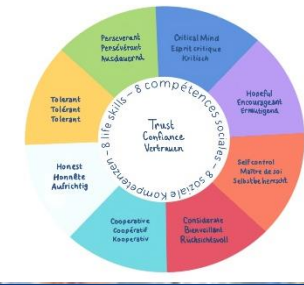 Perseverant
Persévérant
Ausdauernd
Critical Mind
Esprit critique
Kritisch
Hopeful
Encourageant
Ermutigend
Self control
Maître de soi
Selbstbeherrscht
Considerate
Bienveillant
Rücksichtsvoll
Cooperative
Coopératif
Kooperativ
Honest
Honnête
Aufrichtig
Tolerant
Tolérant
Tolerant
8 life skills - 8 compétences sociales - 8 soziale Kompetenzen -
Trust
Confiance
Vertrauen